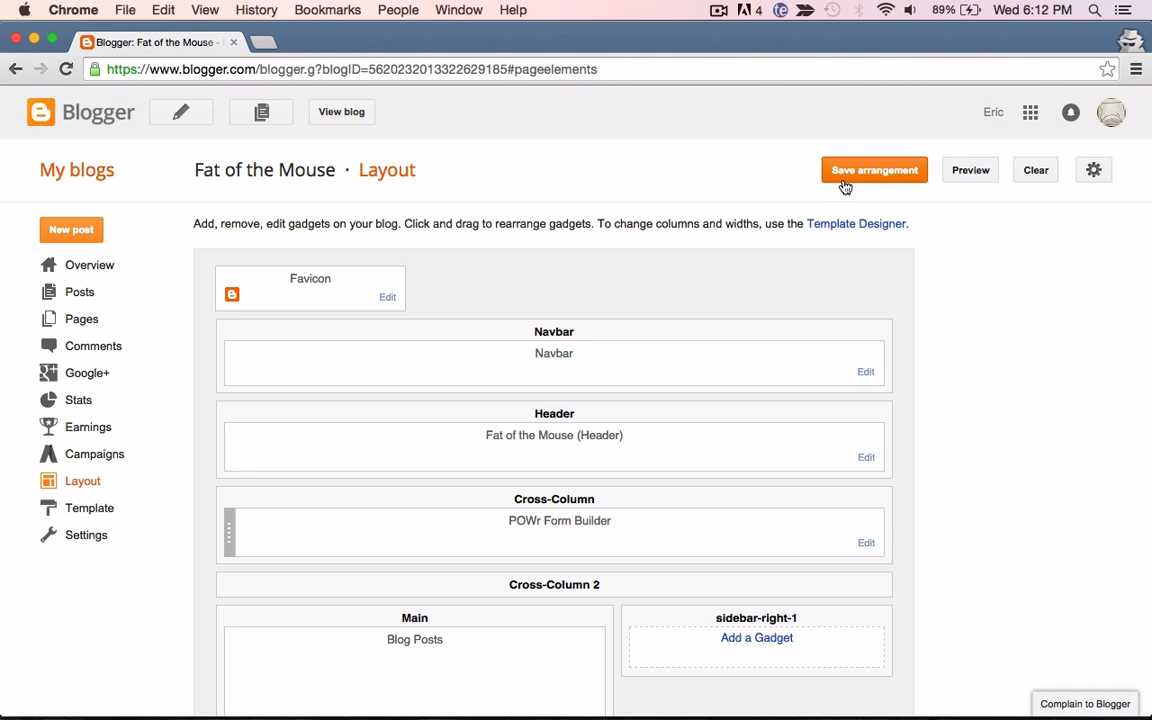 Chrome File Edit View History Bookmarks People Window Help 4 89% Wed 6:12 PM
Blogger: Fat of the Mouse -
https://www.blogger.com/blogger.g?blogID=5620232013322629185#pageelements
Blogger View blog Eric
My blogs Fat of the Mouse · Layout Save arrangement Preview Clear
Add, remove, edit gadgets on your blog. Click and drag to rearrange gadgets. To change columns and widths, use the Template Designer.
New post
Overview
Posts
Pages
Comments
Google+
Stats
Earnings
Campaigns
Layout
Template
Settings
Favicon
Edit
Navbar
Navbar
Edit
Header
Fat of the Mouse (Header)
Edit
Cross-Column
POWr Form Builder
Edit
Cross-Column 2
Main
Blog Posts
sidebar-right-1
Add a Gadget
Complain to Blogger